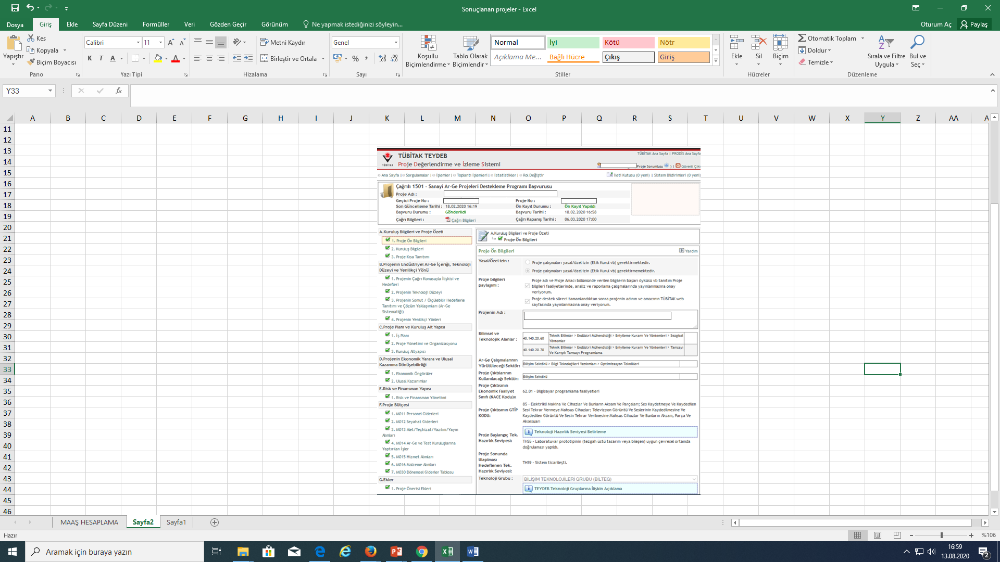 Sonuçlanan projeler - Excel
Dosya Giriş Ekle Sayfa Düzeni Formüller Veri Gözden Geçir Görünüm Ne yapmak istediğinizi söyleyin... Oturum Aç Paylaş
Yapıştır
Kes
Kopyala
Biçim Boyacısı
Pano
Calibri 11
K T A
Yazı Tipi
Metni Kaydır
Birleştir ve Ortala
Hizalama
Genel
Sayı
Koşullu Biçimlendirme
Tablo Olarak Biçimlendir
Normal İyi Kötü Nötr
Açıklama Me... Bağlı Hücre Çıkış Giriş
Stiller
Ekle Sil Biçim
Hücreler
Otomatik Toplam
Doldur
Temizle
Sırala ve Filtre Uygula
Bul ve Seç
Düzenleme
Y33 fx
A B C D E F G H I J K L M N O P Q R S T U V W X Y Z AA A
11
12
13
14
15
16
17
18
19
20
21
22
23
24
25
26
27
28
29
30
31
32
33
34
35
36
37
38
39
40
41
42
43
44
45
46
TÜBİTAK
TÜBİTAK TEYDEB
Proje Değerlendirme ve İzleme Sistemi
TÜBİTAK Ana Sayfa | PRODİS Ana Sayfa
Proje Sorumlusu ) | Güvenli Çıkı
Ana Sayfa | Sorgulamalar | İşlemler | Toplantı İşlemleri | İstatistikler | Rol Değiştir
İleti Kutusu (0 yeni) | Sistem Bildirimleri (0 yeni)
Çağrılı 1501 - Sanayi Ar-Ge Projeleri Destekleme Programı Başvurusu
Proje Adı :
Geçici Proje No : Proje No :
Son Güncelleme Tarihi : 18.02.2020 16:19 Ön Kayıt Durumu : Ön Kayıt Yapıldı
Başvuru Durumu : Gönderildi Başvuru Tarihi : 18.02.2020 16:58
Çağrı Bilgileri : Çağrı Bilgileri Çağrı Kapanış Tarihi : 06.03.2020 17:00
A.Kuruluş Bilgileri ve Proje Özeti
1. Proje Ön Bilgileri
2. Kuruluş Bilgileri
3. Proje Kısa Tanıtım
B.Projenin Endüstriyel Ar-Ge İçeriği, Teknoloji
Düzeyi ve Yenilikçi Yönü
1. Projenin Çağrı Konusuyla İlişkisi ve
Hedefleri
2. Projenin Teknoloji Düzeyi
3. Projenin Somut / Ölçülebilir Hedeflerle
Tanıtımı ve Çözüm Yaklaşımları (Ar-Ge
Sistematiği)
4. Projenin Yenilikçi Yönleri
C.Proje Planı ve Kuruluş Alt Yapısı
1. İş Planı
2. Proje Yönetimi ve Organizasyonu
3. Kuruluş Altyapısı
D.Projenin Ekonomik Yarara ve Ulusal
Kazanıma Dönüşebilirliği
1. Ekonomik Öngörüler
2. Ulusal Kazanımlar
E.Risk ve Finansman Yapısı
1. Risk ve Finansman Yönetimi
F.Proje Bütçesi
1. M011 Personel Giderleri
2. M012 Seyahat Giderleri
3. M013 Alet/Teçhizat/Yazılım/Yayın
Alımları
4. M014 Ar-Ge ve Test Kuruluşlarına
Yaptırılan İşler
5. M015 Hizmet Alımları
6. M016 Malzeme Alımları
7. M030 Dönemsel Giderler Tablosu
G.Ekler
1. Proje Önerisi Ekleri
A.Kuruluş Bilgileri ve Proje Özeti
Proje Ön Bilgileri
Proje Ön Bilgileri Yardım
Yasal/Özel izin :
Proje çalışmaları yasal/özel izin (Etik Kurul vb) gerektirmektedir.
Proje çalışmaları yasal/özel izin (Etik Kurul vb) gerektirmemektedir.
Proje bilgileri
paylaşımı :
Proje adı ve Proje Amacı bölümünde verilen bilgilerin başarı öyküsü vb tanıtım Proje
bilgileri faaliyetlerinde, analiz ve raporlama çalışmalarında yayınlanmasına onay
veriyorum.
Proje destek süreci tamamlandıktan sonra projenin adının ve amacının TÜBİTAK web
sayfasında yayınlanmasına onay veriyorum.
Projenin Adı :
Bilimsel ve
Teknolojik Alanlar :
40.140.20.60 Teknik Bilimler > Endüstri Mühendisliği > Eniyileme Kuramı Ve Yöntemleri > Sezgisel
Yöntemler
40.140.20.70 Teknik Bilimler > Endüstri Mühendisliği > Eniyileme Kuramı Ve Yöntemleri > Tamsayı
Ve Karışık Tamsayı Programlama
Ar-Ge Çalışmalarının
Yürütüleceği Sektör: Bilişim Sektörü > Bilgi Teknolojileri Yazılımları > Optimizasyon Teknikleri
Proje Çıktılarının
Kullanılacağı Sektör: Bilişim Sektörü
Proje Çıktısının
Ekonomik Faaliyet
Sınıfı (NACE Kodu)x
62.01 - Bilgisayar programlama faaliyetleri
Proje Çıktısının GTİP
KODU:
85 - Elektrikli Makina Ve Cihazlar Ve Bunların Aksam Ve Parçaları; Ses Kaydetmeye Ve Kaydedilen
Sesi Tekrar Vermeye Mahsus Cihazlar; Televizyon Görüntü Ve Seslerinin Kaydedilmesine Ve
Kaydedilen Görüntü Ve Sesin Tekrar Verilmesine Mahsus Cihazlar Ve Bunların Aksam, Parça Ve
Aksesuarı
Teknoloji Hazırlık Seviyesi Belirleme
Proje Başlangıç Tek.
Hazırlık Seviyesi:
THS5 - Laboratuvar prototipinin (tezgah üstü tasarım veya bileşen) uygun çevresel ortamda
doğrulaması yapıldı.
Proje Sonunda
Ulaşılması
Hedeflenen Tek.
Hazırlık Seviyesi:
THS9 - Sistem ticarileşti.
Teknoloji Grubu : BİLİŞİM TEKNOLOJİLERİ GRUBU (BİLTEG)
TEYDEB Teknoloji Gruplarına İlişkin Açıklama
MAAŞ HESAPLAMA Sayfa2 Sayfa1
Hazır %106
Aramak için buraya yazın
16:59
13.08.2020
2